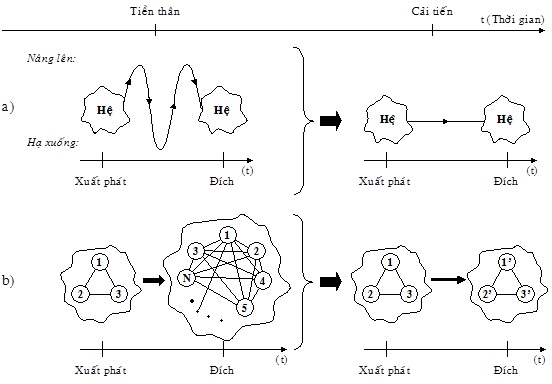 Tiền thân Cải tiến
t (Thời gian)
Nâng lên:
a) Hệ Hệ Hệ Hệ
Hạ xuống:
(t) (t)
Xuất phát Đích Xuất phát Đích
b)
1 2 3
1 2 4 5 N 3
1 2 3
1’ 2’ 3’
(t) (t)
Xuất phát Đích Xuất phát Đích